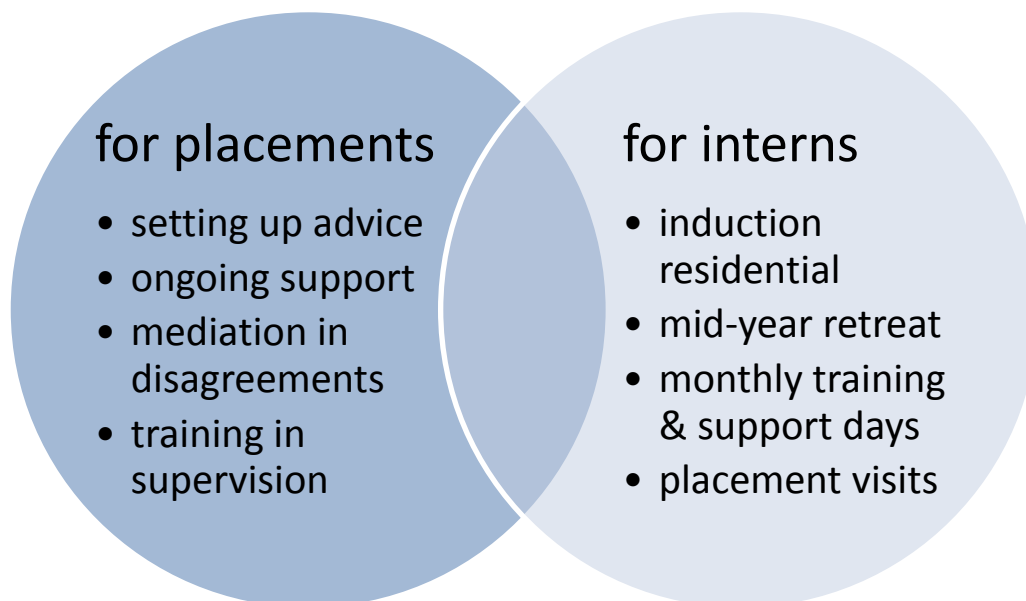 for placements
• setting up advice
• ongoing support
• mediation in
disagreements
• training in
supervision
for interns
• induction
residential
• mid-year retreat
• monthly training
& support days
• placement visits